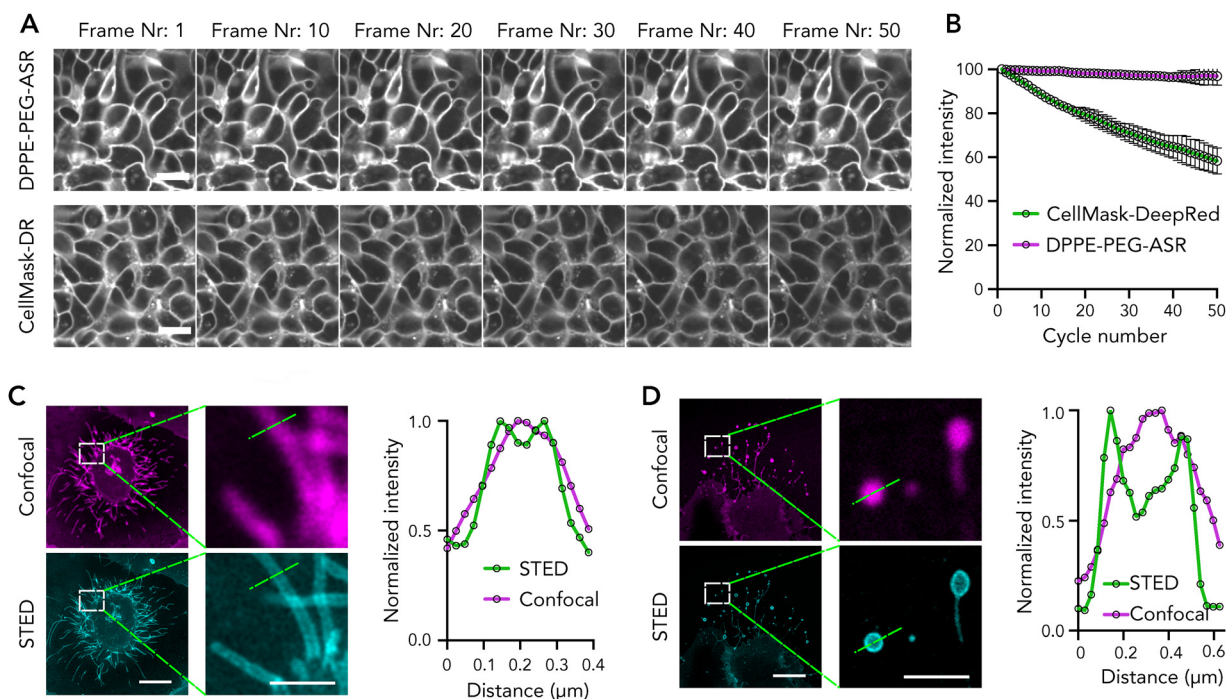 A
Frame Nr: 1 Frame Nr: 10 Frame Nr: 20 Frame Nr: 30 Frame Nr: 40 Frame Nr: 50
DPPE-PEG-ASR
CellMask-DR
B
Normalized intensity
100
80
60
40
20
0
CellMask-DeepRed
DPPE-PEG-ASR
0 10 20 30 40 50
Cycle number
C
Confocal
STED
Normalized intensity
1.0
0.5
0.0
STED
Confocal
0 0.1 0.2 0.3 0.4
Distance (µm)
D
Confocal
STED
Normalized intensity
1.0
0.5
0.0
STED
Confocal
0 0.2 0.4 0.6
Distance (µm)